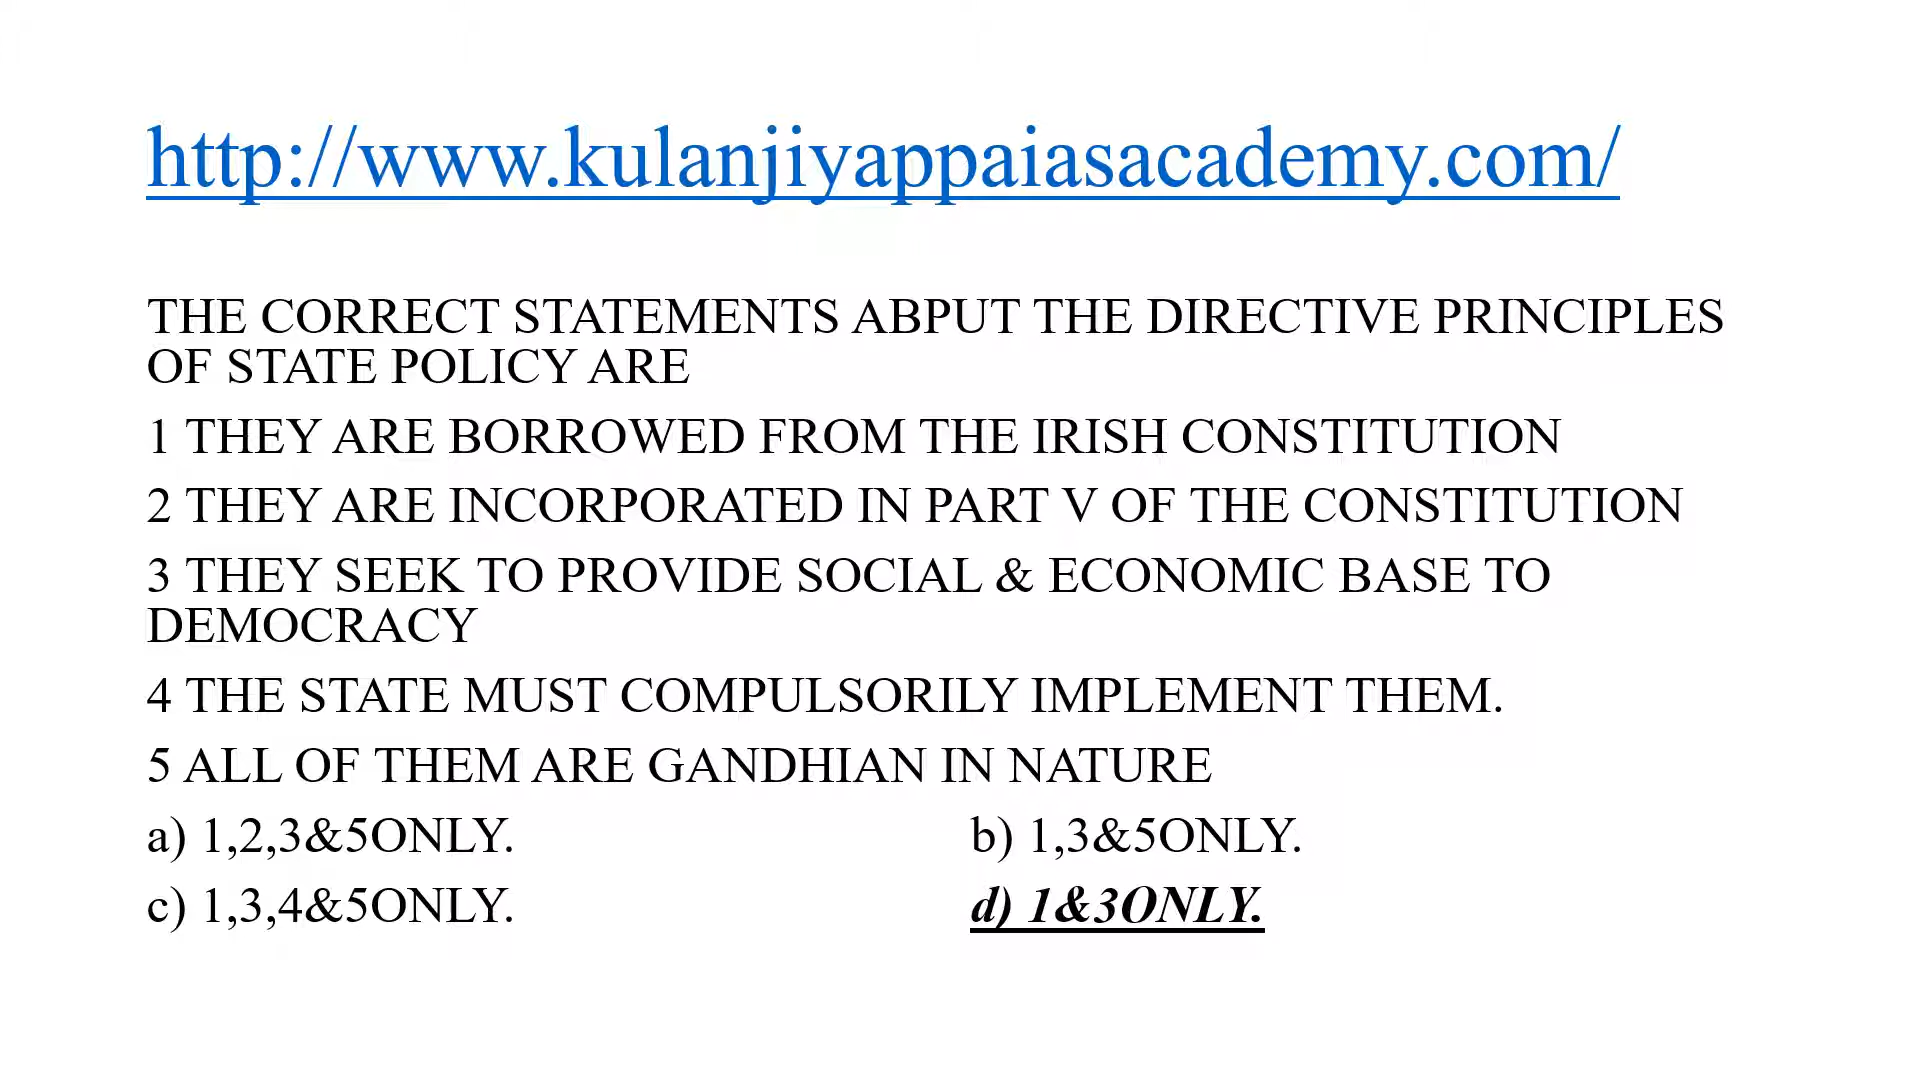 http://www.kulanjiyappaiasacademy.com/
THE CORRECT STATEMENTS ABPUT THE DIRECTIVE PRINCIPLES
OF STATE POLICY ARE
1 THEY ARE BORROWED FROM THE IRISH CONSTITUTION
2 THEY ARE INCORPORATED IN PART V OF THE CONSTITUTION
3 THEY SEEK TO PROVIDE SOCIAL & ECONOMIC BASE TO
DEMOCRACY
4 THE STATE MUST COMPULSORILY IMPLEMENT THEM.
5 ALL OF THEM ARE GANDHIAN IN NATURE
a) 1,2,3&5ONLY. b) 1,3&5ONLY.
c) 1,3,4&5ONLY. d) 1&3ONLY.